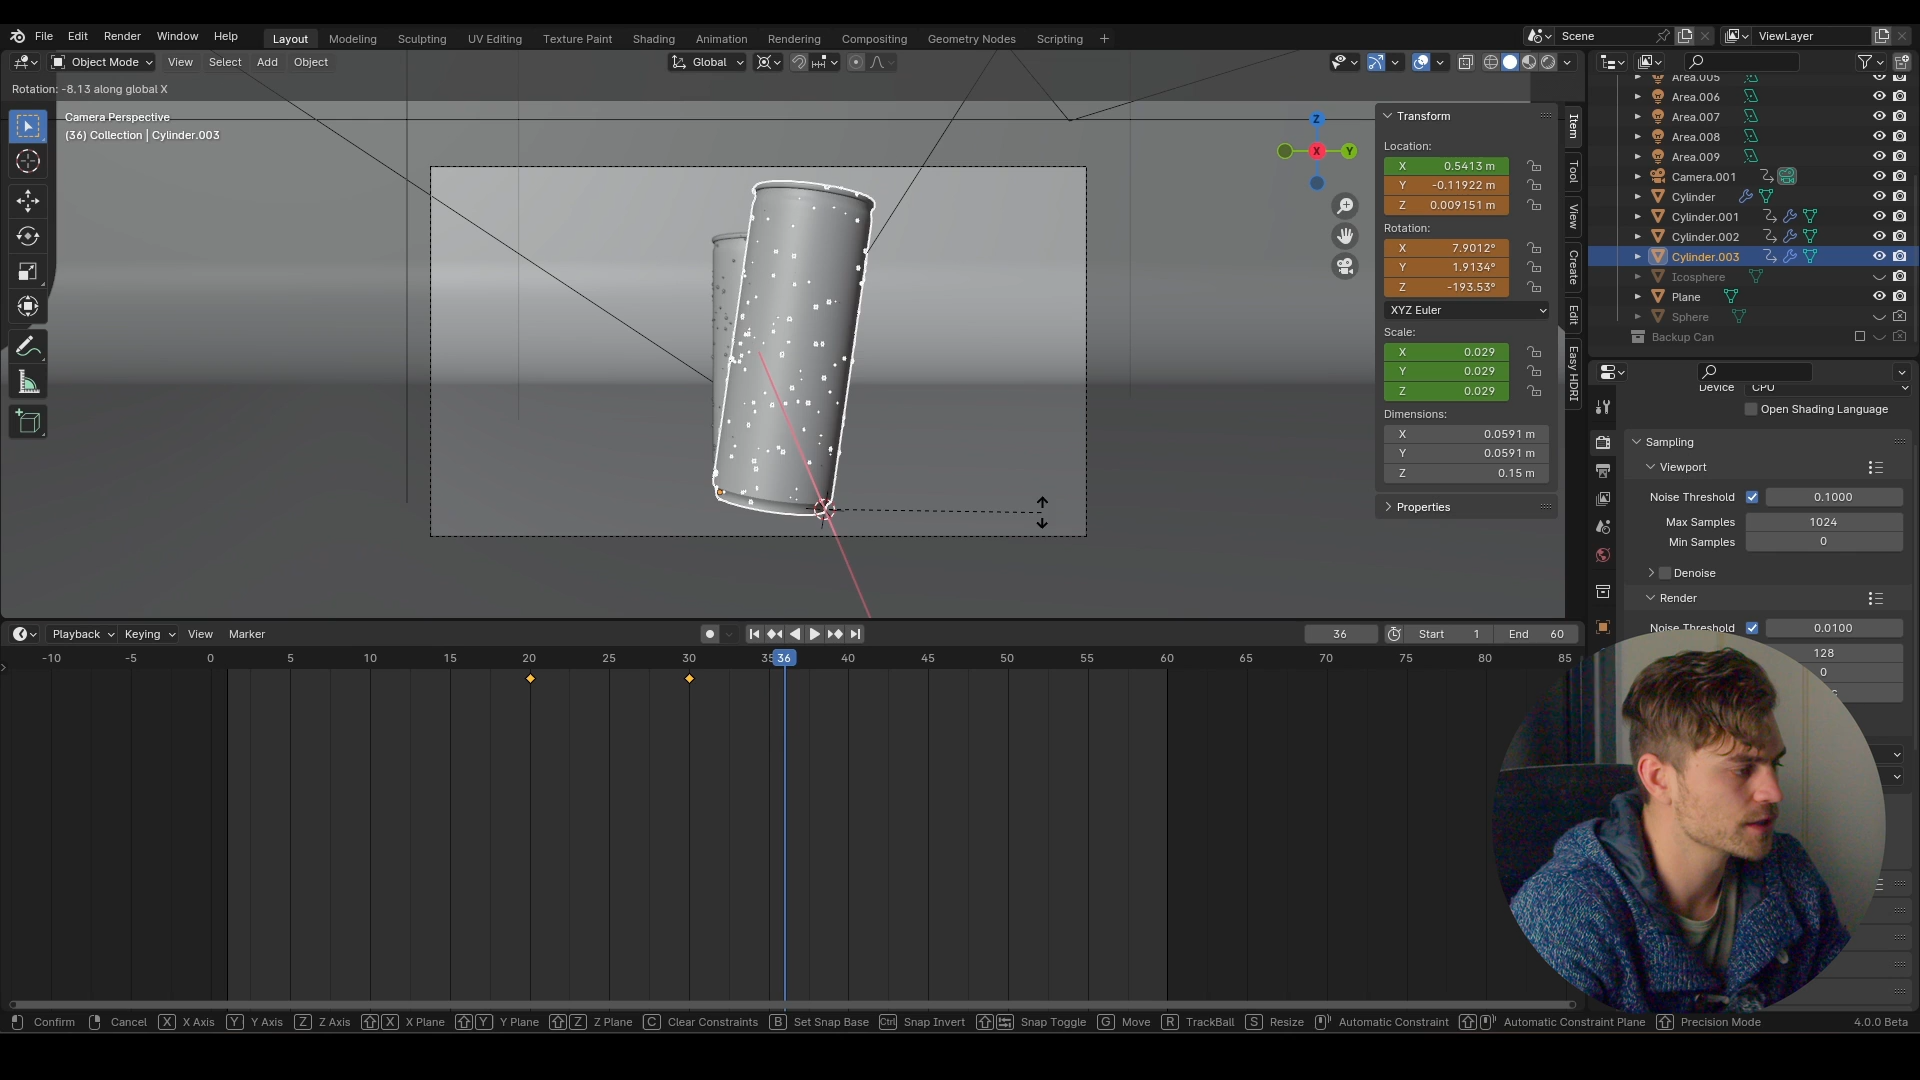 File Edit Render Window Help Layout Modeling Sculpting UV Editing Texture Paint Shading Animation Rendering Compositing Geometry Nodes Scripting + Scene ViewLayer
Object Mode View Select Add Object Global
Rotation: -8.13 along global X
Camera Perspective
(36) Collection | Cylinder.003
Z
X
Y
Transform
Location:
X 0.5413 m
Y -0.11922 m
Z 0.009151 m
Rotation:
X 7.9012°
Y 1.9134°
Z -193.53°
XYZ Euler
Scale:
X 0.029
Y 0.029
Z 0.029
Dimensions:
X 0.0591 m
Y 0.0591 m
Z 0.15 m
Properties
Item
Tool
View
Create
Edit
Easy HDRI
Area.005
Area.006
Area.007
Area.008
Area.009
Camera.001
Cylinder
Cylinder.001
Cylinder.002
Cylinder.003
Icosphere
Plane
Sphere
Backup Can
Device CPU
Open Shading Language
Sampling
Viewport
Noise Threshold 0.1000
Max Samples 1024
Min Samples 0
Denoise
Render
Noise Threshold 0.0100
128
0
Playback Keying View Marker 36 Start 1 End 60
-10 -5 0 5 10 15 20 25 30 35 36 40 45 50 55 60 65 70 75 80 85
Confirm Cancel X X Axis Y Y Axis Z Z Axis X X Plane Y Y Plane Z Z Plane C Clear Constraints B Set Snap Base Ctrl Snap Invert Snap Toggle G Move R TrackBall S Resize Automatic Constraint Automatic Constraint Plane Precision Mode 4.0.0 Beta